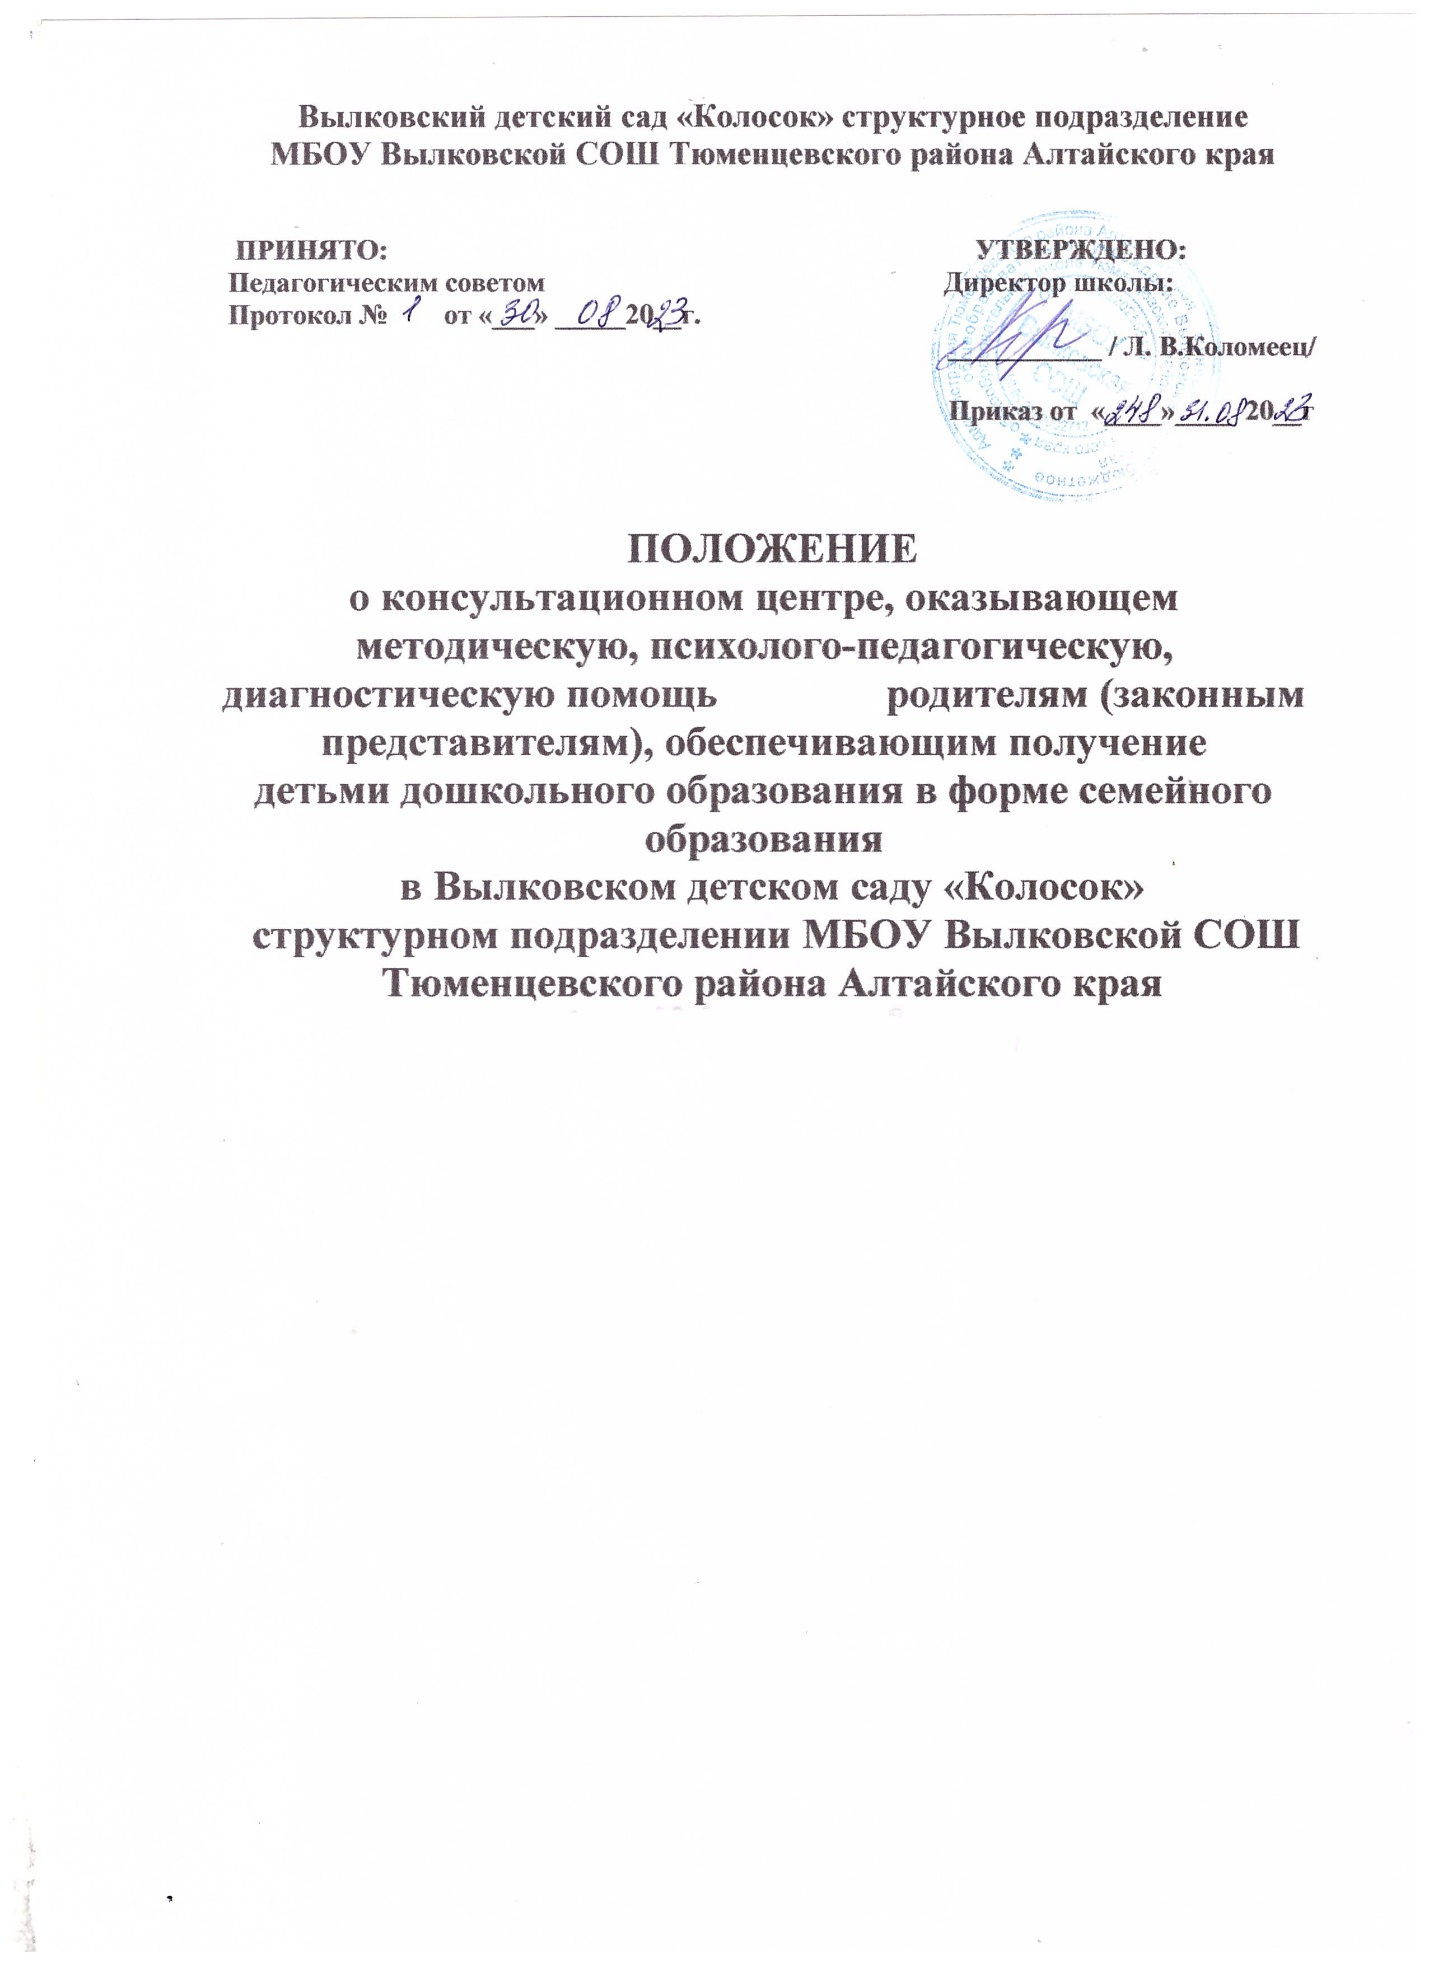 Вылковский детский сад «Колосок» структурное подразделение
МБОУ Вылковской СОШ Тюменцевского района Алтайского края
ПРИНЯТО:
Педагогическим советом
Протокол № 1 от «30» 08 2023г.
УТВЕРЖДЕНО:
Директор школы:
/ Л. В.Коломеец/
Приказ от «248» 31.08 2023г
ПОЛОЖЕНИЕ
о консультационном центре, оказывающем
методическую, психолого-педагогическую,
диагностическую помощь родителям (законным
представителям), обеспечивающим получение
детьми дошкольного образования в форме семейного
образования
в Вылковском детском саду «Колосок»
структурном подразделении МБОУ Вылковской СОШ
Тюменцевского района Алтайского края